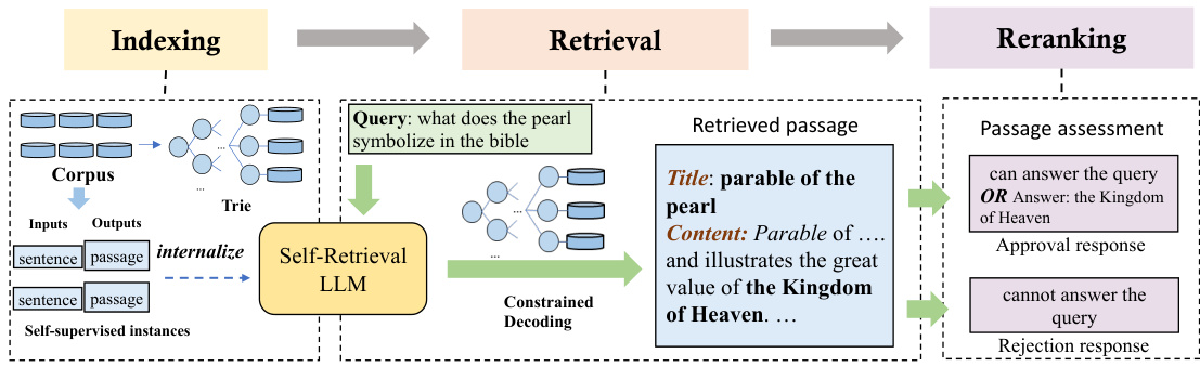 Indexing
Retrieval
Reranking
Corpus
...
...
Trie
Inputs
Outputs
sentence
passage
sentence
passage
internalize
Self-supervised instances
Query: what does the pearl
symbolize in the bible
Self-Retrieval
LLM
...
...
Constrained
Decoding
Retrieved passage
Title: parable of the
pearl
Content: Parable of ….
and illustrates the great
value of the Kingdom
of Heaven. …
Passage assessment
can answer the query
OR Answer: the Kingdom
of Heaven
Approval response
cannot answer the
query
Rejection response